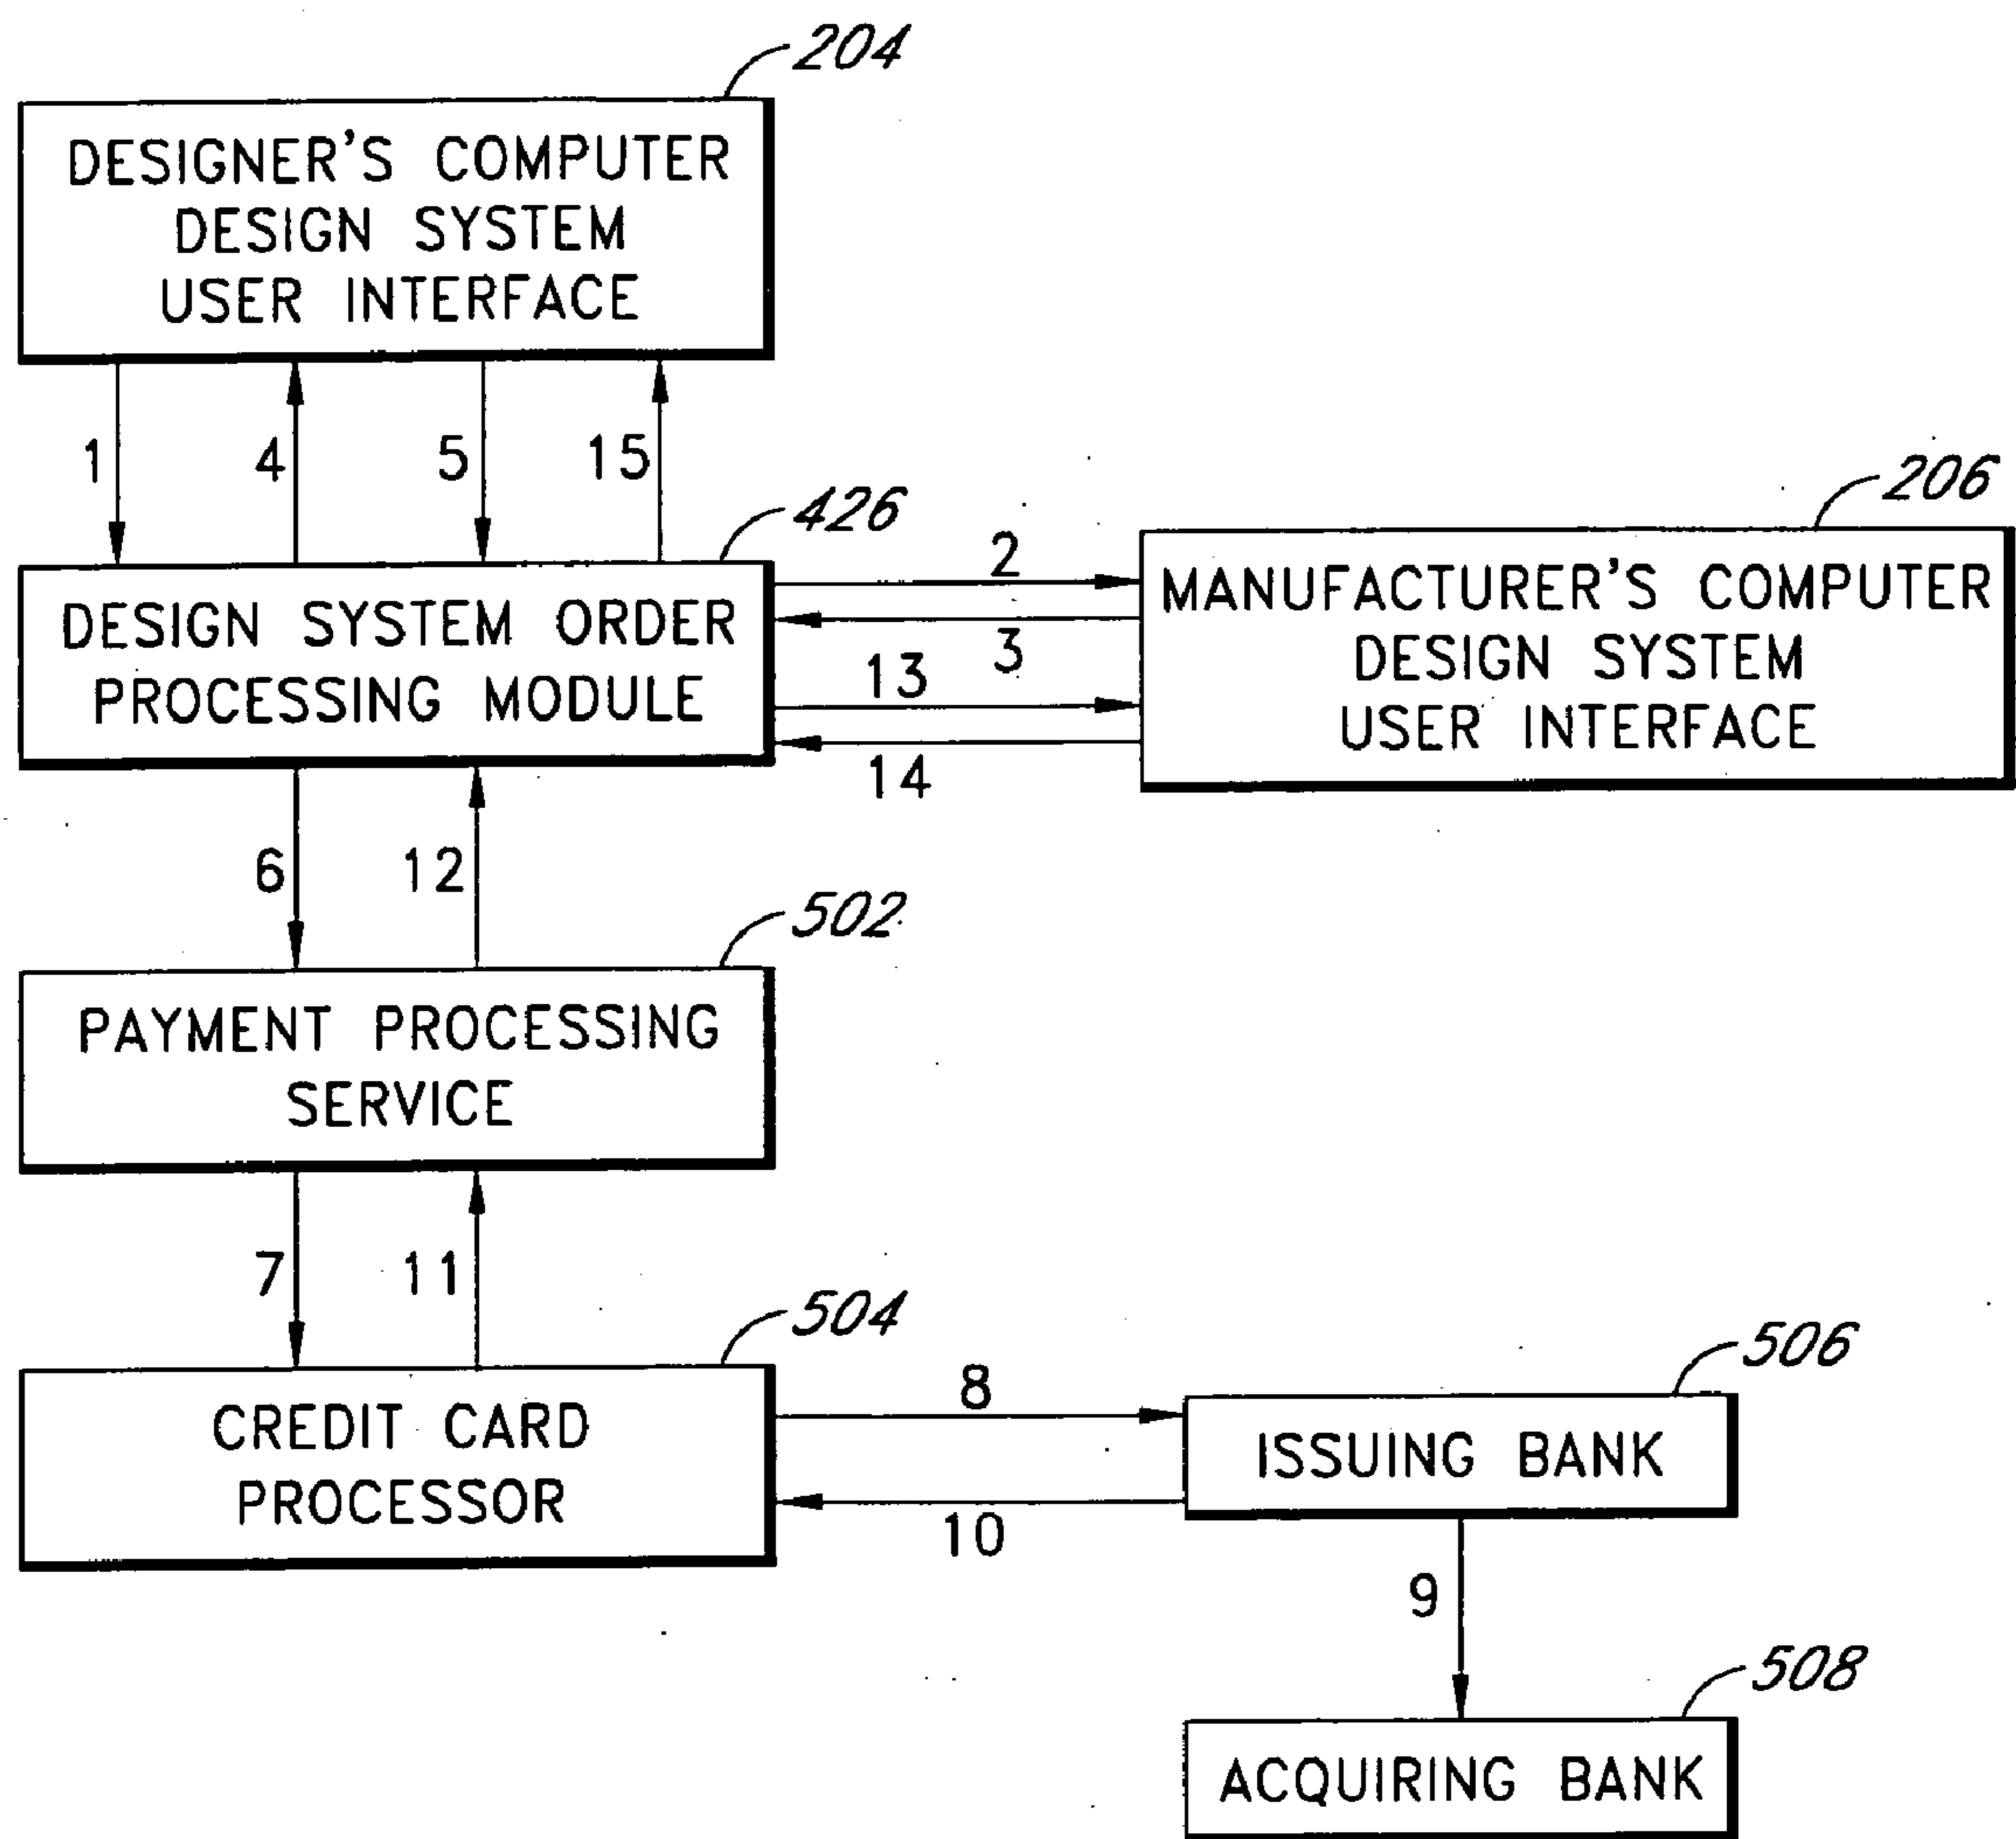 204
DESIGNER'S COMPUTER
DESIGN SYSTEM
USER INTERFACE
1
4
5
15
426
206
DESIGN SYSTEM ORDER
PROCESSING MODULE
2
3
13
14
MANUFACTURER'S COMPUTER
DESIGN SYSTEM
USER INTERFACE
6
12
502
PAYMENT PROCESSING
SERVICE
7
11
504
CREDIT CARD
PROCESSOR
8
10
506
ISSUING BANK
9
508
ACQUIRING BANK